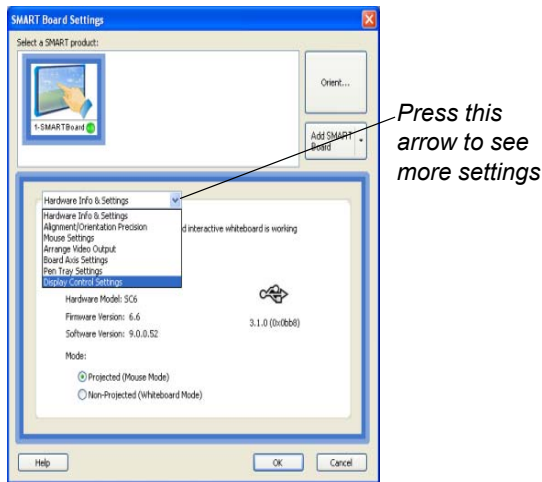 SMART Board Settings
Select a SMART product:
1-SMARTBoard
Orient...
Add SMART
Board
Press this
arrow to see
more settings
Hardware Info & Settings
Hardware Info & Settings
Alignment/Orientation Precision
d interactive whiteboard is working
Mouse Settings
Arrange Video Output
Board Axis Settings
Pen Tray Settings
Display Control Settings
Hardware Model: SC6
Firmware Version: 6.6
3.1.0 (0x0bb8)
Software Version: 9.0.0.52
Mode:
Projected (Mouse Mode)
Non-Projected (Whiteboard Mode)
Help
OK
Cancel